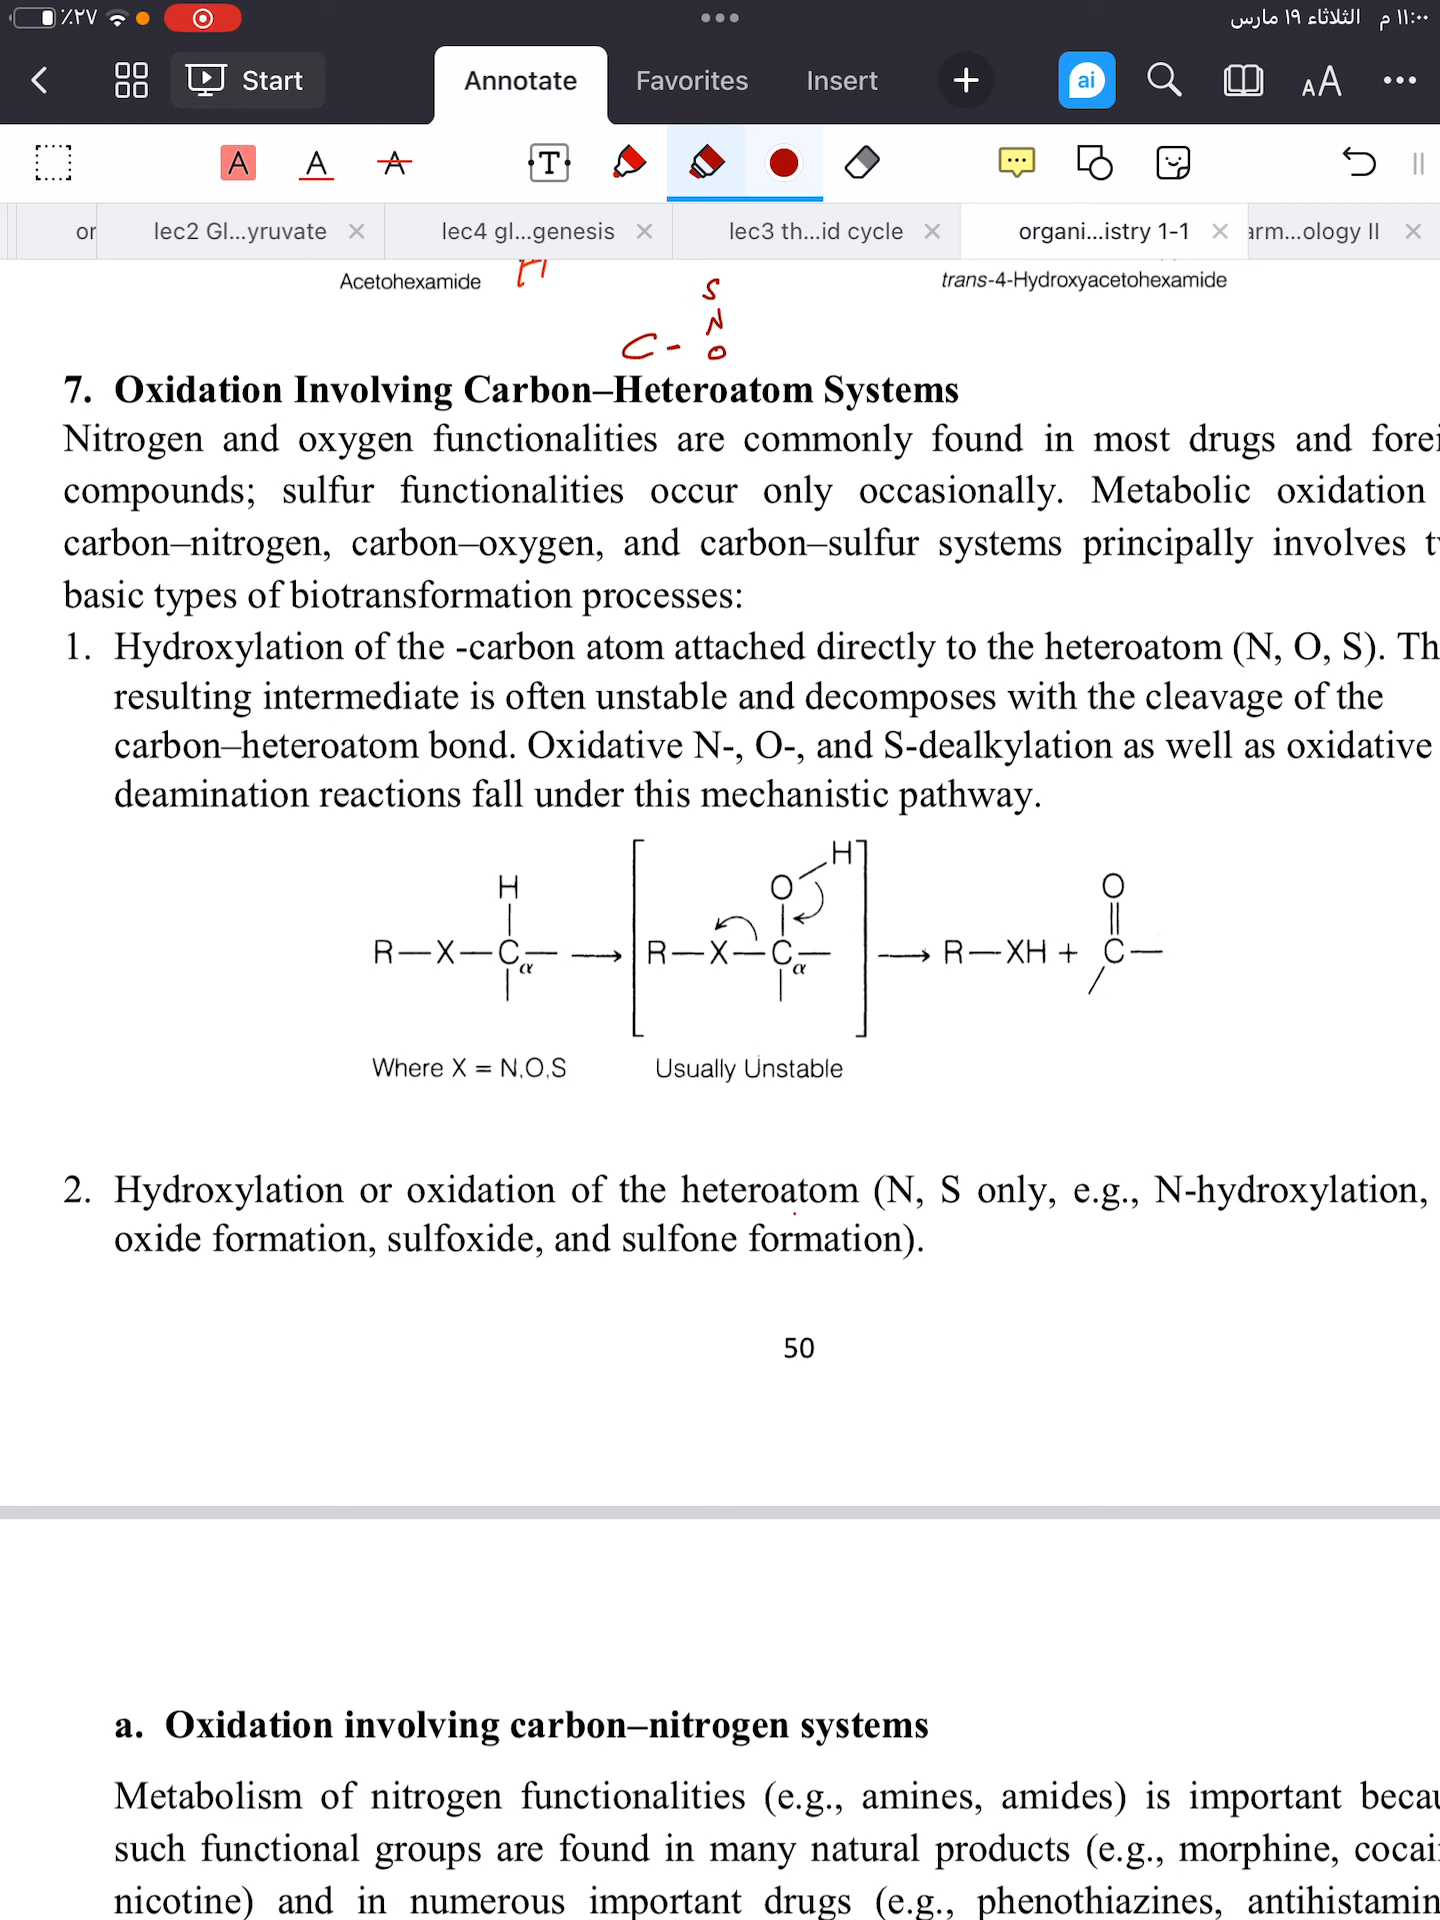 ٪٢٧ ١١:٠٠ م الثلاثاء ١٩ مارس
Start Annotate Favorites Insert ai AA
A A A T
or lec2 Gl...yruvate lec4 gl...genesis lec3 th...id cycle organi...istry 1-1 arm...ology II
Acetohexamide H trans-4-Hydroxyacetohexamide
S
N
C - O
7. Oxidation Involving Carbon–Heteroatom Systems
Nitrogen and oxygen functionalities are commonly found in most drugs and forei
compounds; sulfur functionalities occur only occasionally. Metabolic oxidation
carbon–nitrogen, carbon–oxygen, and carbon–sulfur systems principally involves t
basic types of biotransformation processes:
1. Hydroxylation of the -carbon atom attached directly to the heteroatom (N, O, S). Th
resulting intermediate is often unstable and decomposes with the cleavage of the
carbon–heteroatom bond. Oxidative N-, O-, and S-dealkylation as well as oxidative
deamination reactions fall under this mechanistic pathway.
H O H O
R—X—Cα— → R—X—Cα— → R—XH + C—
Where X = N,O,S Usually Unstable
2. Hydroxylation or oxidation of the heteroatom (N, S only, e.g., N-hydroxylation,
oxide formation, sulfoxide, and sulfone formation).
50
a. Oxidation involving carbon–nitrogen systems
Metabolism of nitrogen functionalities (e.g., amines, amides) is important becau
such functional groups are found in many natural products (e.g., morphine, cocai
nicotine) and in numerous important drugs (e.g., phenothiazines, antihistamin